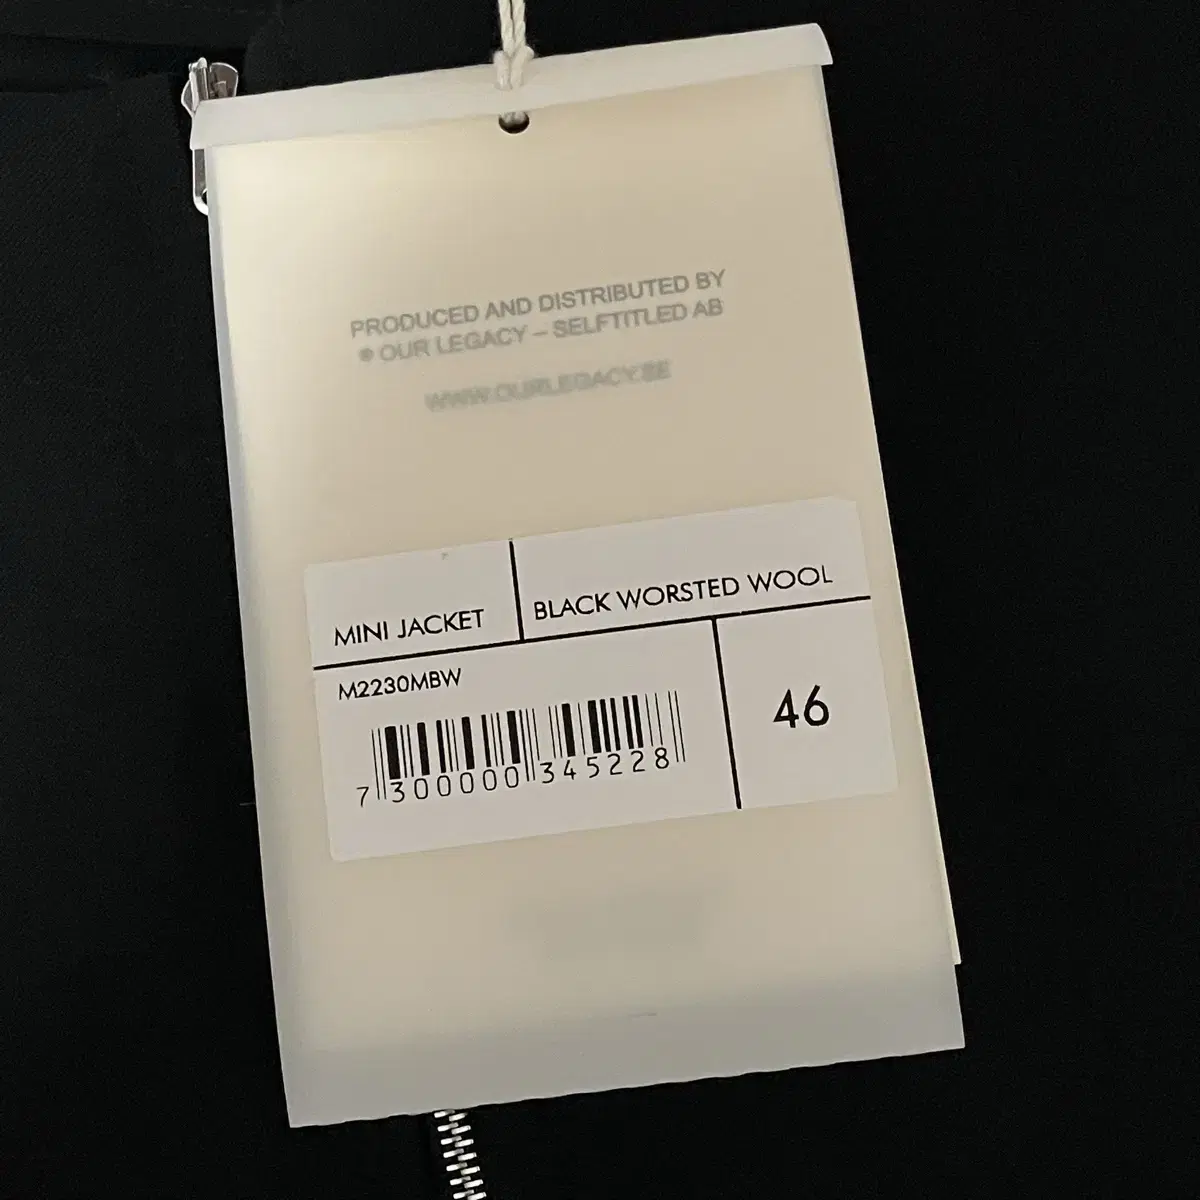 PRODUCED AND DISTRIBUTED BY
® OUR LEGACY – SELFTITLED AB
WWW.OURLEGACY.SE
MINI JACKET
BLACK WORSTED WOOL
M2230MBW
46
7 300000 345228